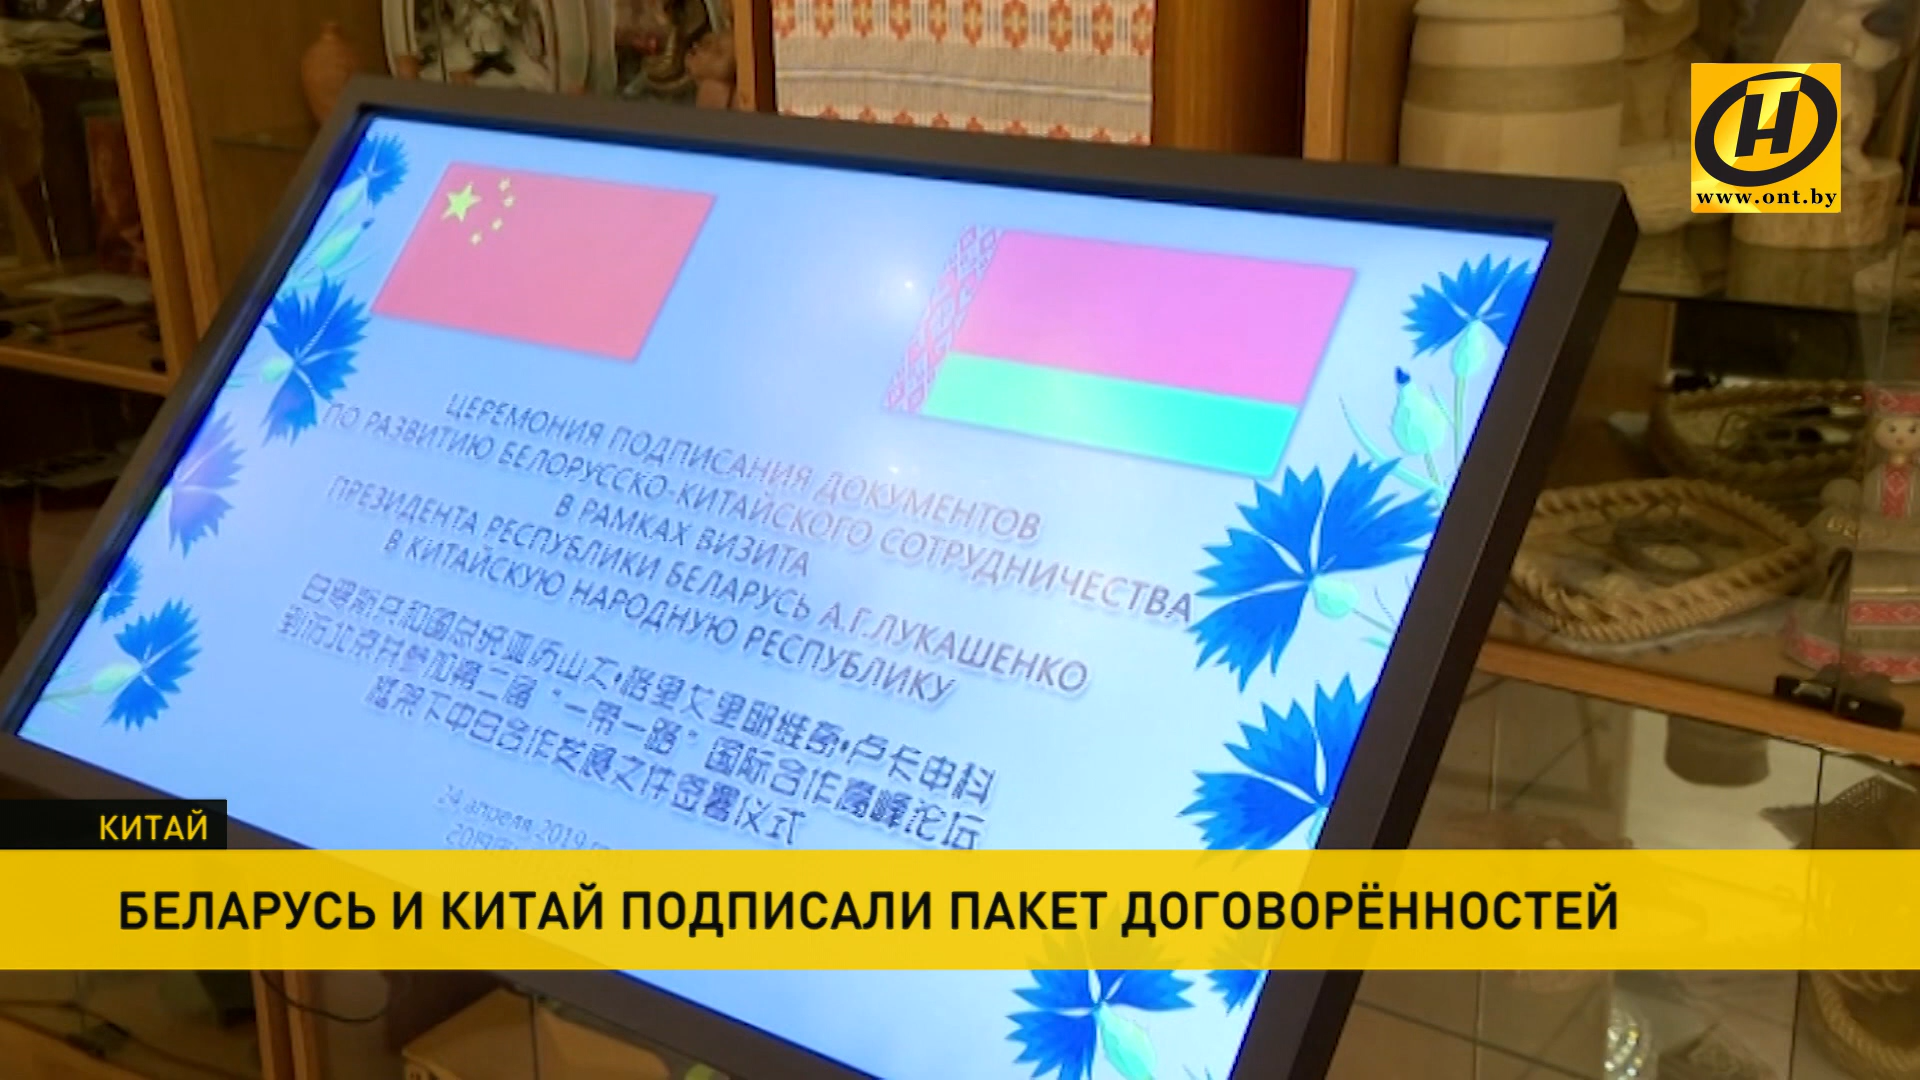 www.ont.by
ЦЕРЕМОНИЯ ПОДПИСАНИЯ ДОКУМЕНТОВ
ПО РАЗВИТИЮ БЕЛОРУССКО-КИТАЙСКОГО СОТРУДНИЧЕСТВА
В РАМКАХ ВИЗИТА
ПРЕЗИДЕНТА РЕСПУБЛИКИ БЕЛАРУСЬ А.Г.ЛУКАШЕНКО
В КИТАЙСКУЮ НАРОДНУЮ РЕСПУБЛИКУ
白罗斯共和国总统亚历山大·格里戈里耶维奇·卢卡申科
到访北京并参加第二届“一带一路”国际合作高峰论坛
框架下中白合作发展文件签署仪式
24 апреля 2019
КИТАЙ
БЕЛАРУСЬ И КИТАЙ ПОДПИСАЛИ ПАКЕТ ДОГОВОРЁННОСТЕЙ